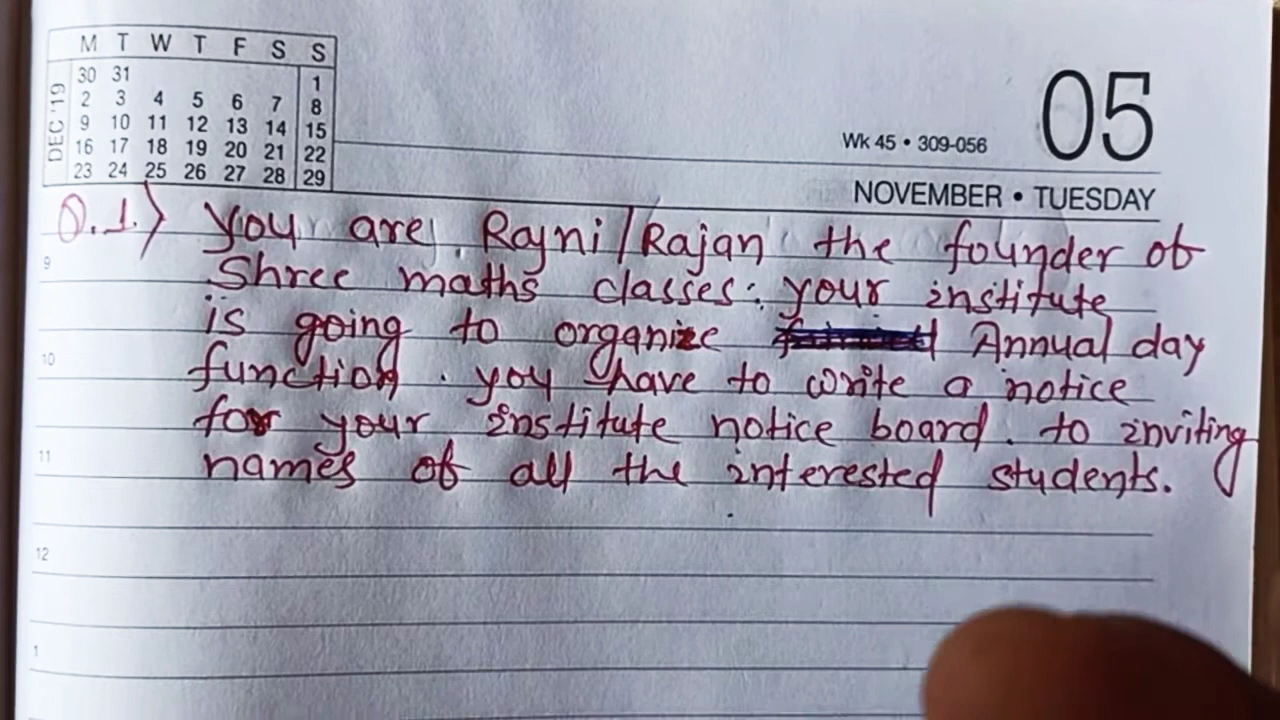 M T W T F S S
DEC '19
30 31 1
2 3 4 5 6 7 8
9 10 11 12 13 14 15
16 17 18 19 20 21 22
23 24 25 26 27 28 29
Wk 45 • 309-056
05
NOVEMBER • TUESDAY
Q.1.) You are Rajni/Rajan the founder of
9
Shree maths classes. your institute
is going to organize Annual day
10
function. you have to write a notice
for your institute notice board. to inviting
11
names of all the interested students.
12
1